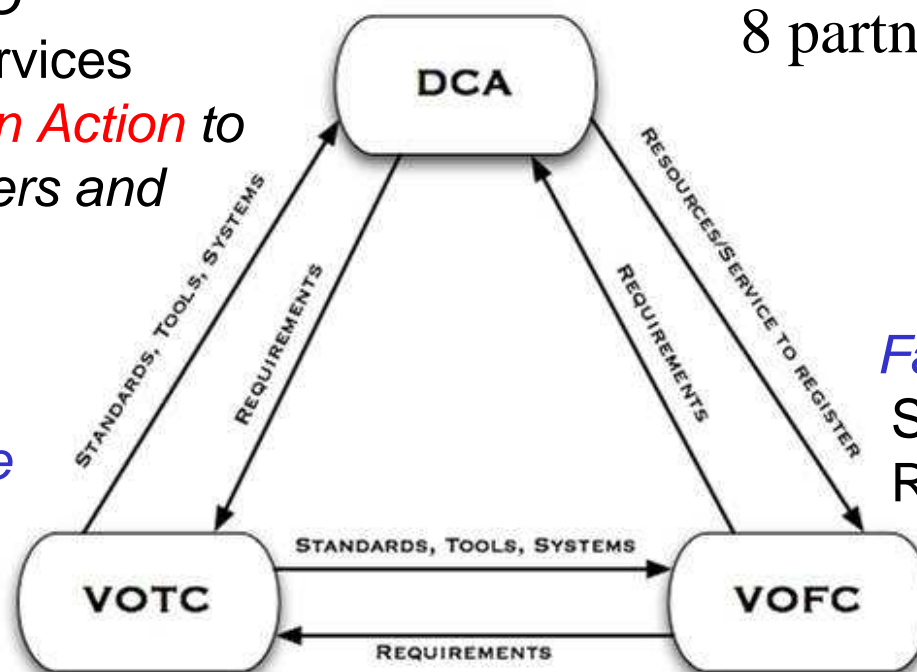 rvices
n Action to
ers and
8 partn
DCA
Standards, Tools, Systems
Requirements
Requirements
Resources/Service to register
e
Fa
S
R
VOTC
Standards, Tools, Systems
Requirements
VOFC